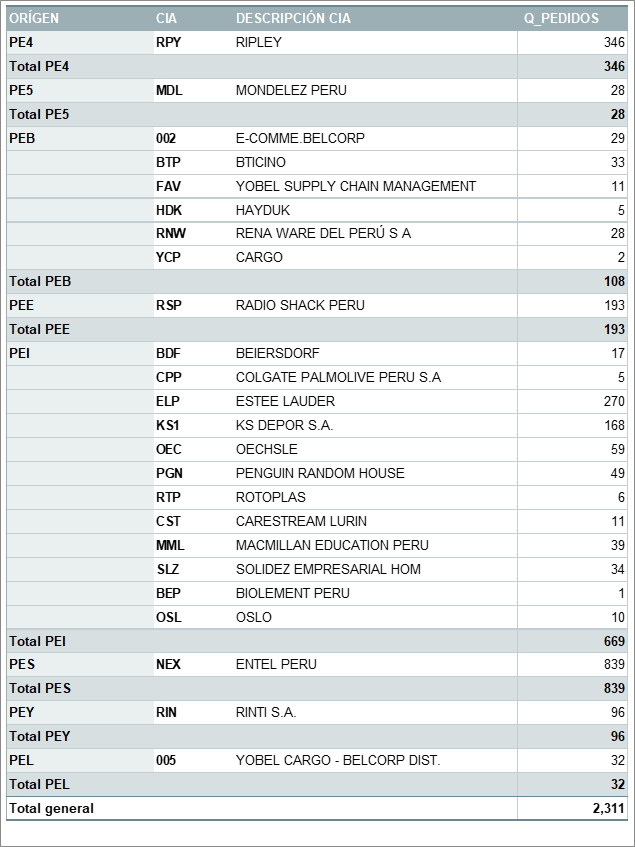 ORÍGEN CIA DESCRIPCIÓN CIA Q_PEDIDOS
PE4 RPY RIPLEY 346
Total PE4 346
PE5 MDL MONDELEZ PERU 28
Total PE5 28
PEB 002 E-COMME.BELCORP 29
BTP BTICINO 33
FAV YOBEL SUPPLY CHAIN MANAGEMENT 11
HDK HAYDUK 5
RNW RENA WARE DEL PERÚ S A 28
YCP CARGO 2
Total PEB 108
PEE RSP RADIO SHACK PERU 193
Total PEE 193
PEI BDF BEIERSDORF 17
CPP COLGATE PALMOLIVE PERU S.A 5
ELP ESTEE LAUDER 270
KS1 KS DEPOR S.A. 168
OEC OECHSLE 59
PGN PENGUIN RANDOM HOUSE 49
RTP ROTOPLAS 6
CST CARESTREAM LURIN 11
MML MACMILLAN EDUCATION PERU 39
SLZ SOLIDEZ EMPRESARIAL HOM 34
BEP BIOLEMENT PERU 1
OSL OSLO 10
Total PEI 669
PES NEX ENTEL PERU 839
Total PES 839
PEY RIN RINTI S.A. 96
Total PEY 96
PEL 005 YOBEL CARGO - BELCORP DIST. 32
Total PEL 32
Total general 2,311